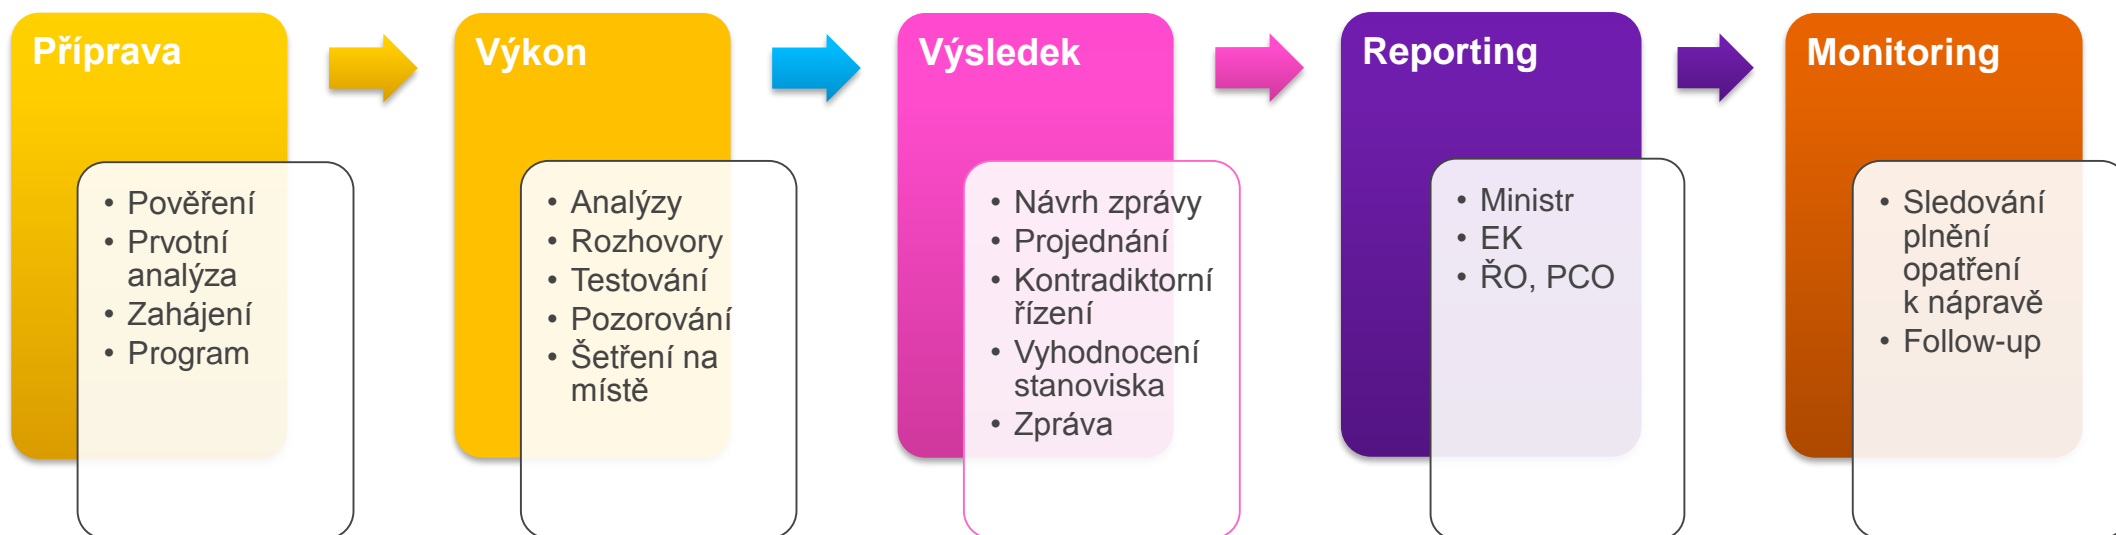 Příprava
• Pověření
• Prvotní
analýza
• Zahájení
• Program
Výkon
• Analýzy
• Rozhovory
• Testování
• Pozorování
• Šetření na
místě
Výsledek
• Návrh zprávy
• Projednání
• Kontradiktorní
řízení
• Vyhodnocení
stanoviska
• Zpráva
Reporting
• Ministr
• EK
• ŘO, PCO
Monitoring
• Sledování
plnění
opatření
k nápravě
• Follow-up